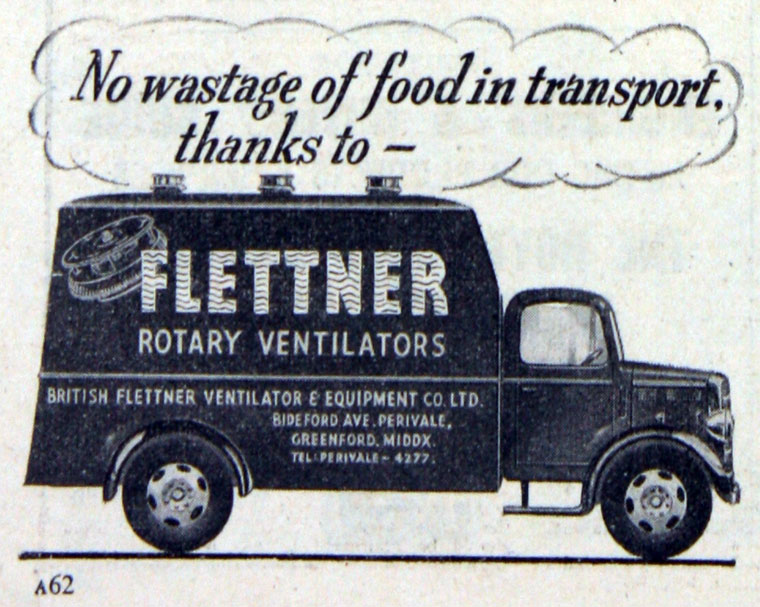 No wastage of food in transport,
thanks to –
FLETTNER
ROTARY VENTILATORS
BRITISH FLETTNER VENTILATOR & EQUIPMENT CO. LTD.
BIDEFORD AVE. PERIVALE,
GREENFORD. MIDDX.
TEL: PERIVALE – 4277.
A62